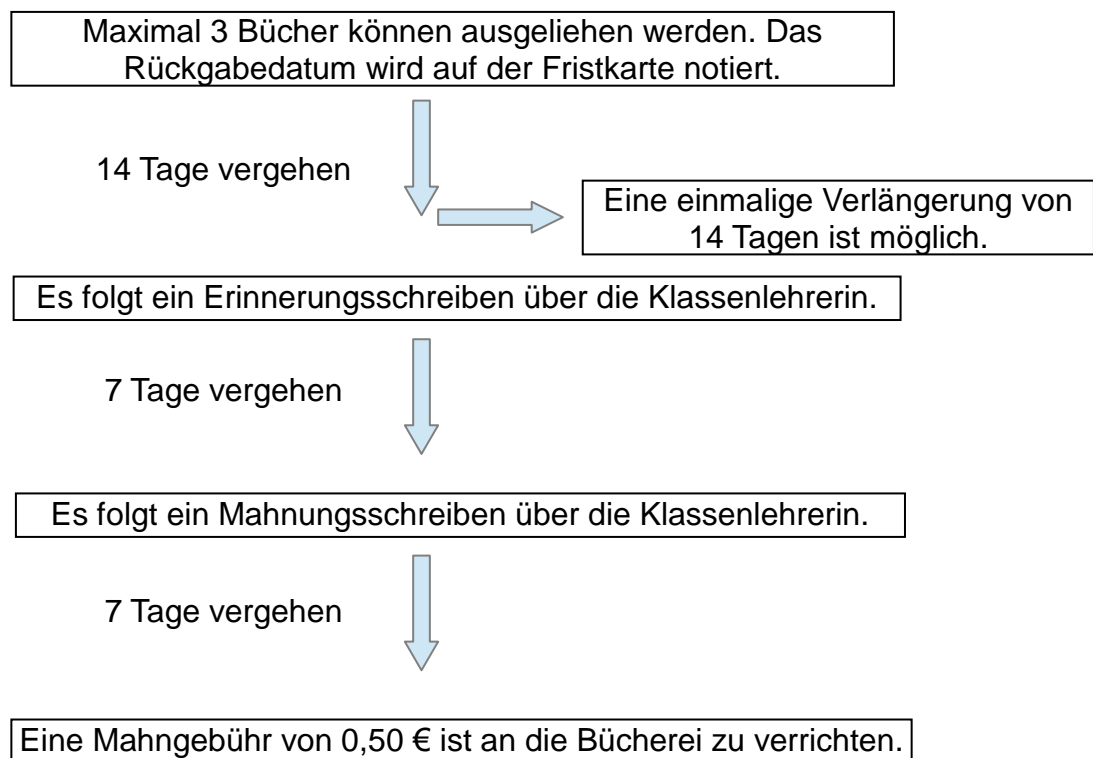 Maximal 3 Bücher können ausgeliehen werden. Das
Rückgabedatum wird auf der Fristkarte notiert.
14 Tage vergehen
Eine einmalige Verlängerung von
14 Tagen ist möglich.
Es folgt ein Erinnerungsschreiben über die Klassenlehrerin.
7 Tage vergehen
Es folgt ein Mahnungsschreiben über die Klassenlehrerin.
7 Tage vergehen
Eine Mahngebühr von 0,50 € ist an die Bücherei zu verrichten.